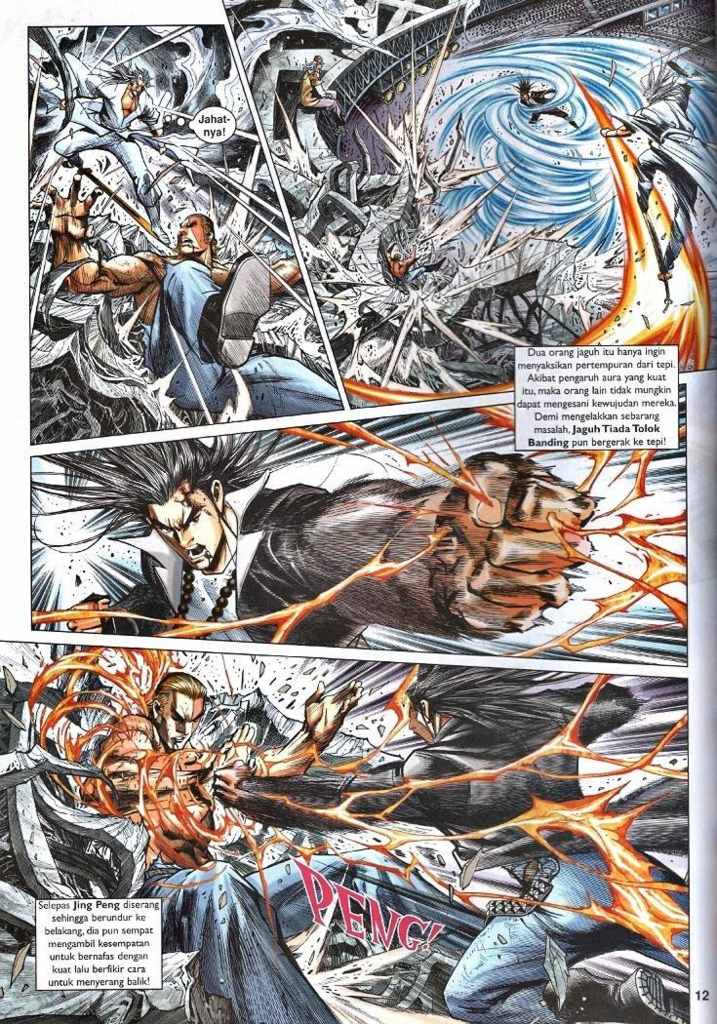 Jahat-
nya!
Dua orang jaguh itu hanya ingin
menyaksikan pertempuran dari tepi.
Akibat pengaruh aura yang kuat
itu, maka orang lain tidak mungkin
dapat mengesani kewujudan mereka.
Demi mengelakkan sebarang
masalah, Jaguh Tiada Tolok
Banding pun bergerak ke tepi!
Selepas Jing Peng diserang
sehingga berundur ke
belakang, dia pun sempat
mengambil kesempatan
untuk bernafas dengan
kuat lalu berfikir cara
untuk menyerang balik!
PENG!
12